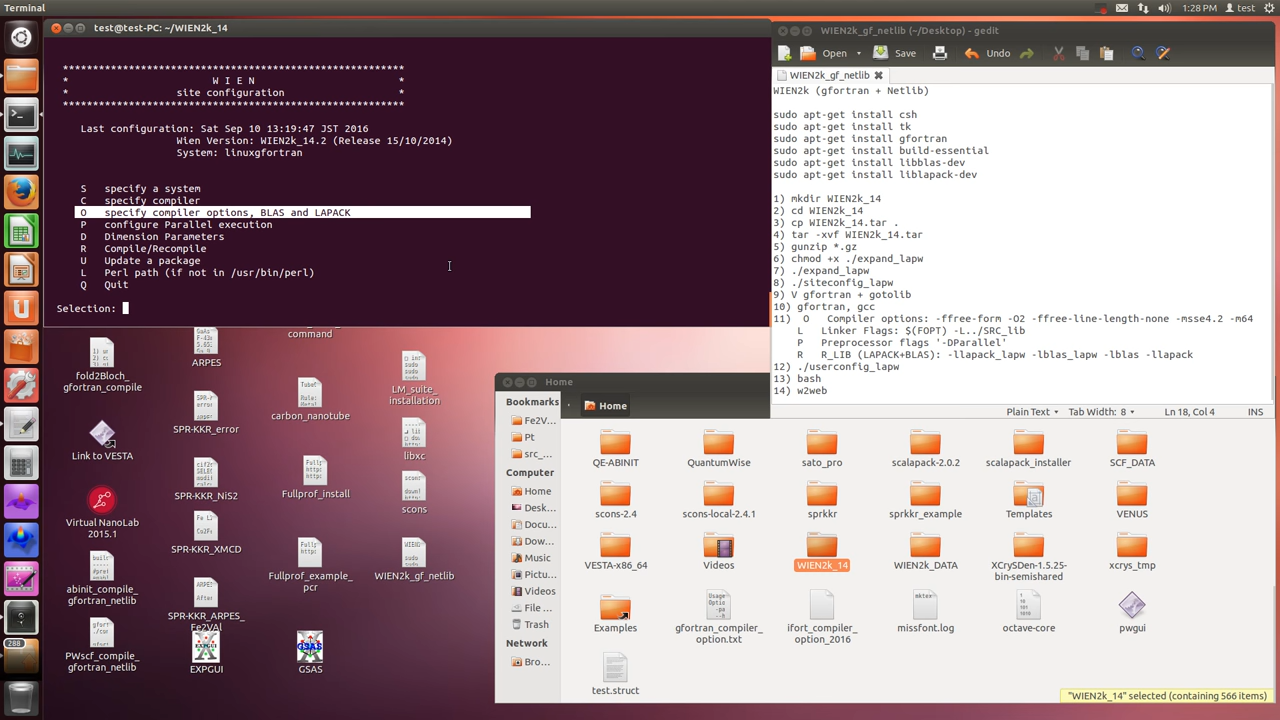 Terminal
1:28 PM
test
test@test-PC: ~/WIEN2k_14
*********************************************************
* W I E N *
* site configuration *
*********************************************************
Last configuration: Sat Sep 10 13:19:47 JST 2016
Wien Version: WIEN2k_14.2 (Release 15/10/2014)
System: linuxgfortran
S specify a system
C specify compiler
O specify compiler options, BLAS and LAPACK
P configure Parallel execution
D Dimension Parameters
R Compile/Recompile
U Update a package
L Perl path (if not in /usr/bin/perl)
Q Quit
Selection:
WIEN2k_gf_netlib (~/Desktop) - gedit
Open Save Undo
WIEN2k_gf_netlib
WIEN2k (gfortran + Netlib)
sudo apt-get install csh
sudo apt-get install tk
sudo apt-get install gfortran
sudo apt-get install build-essential
sudo apt-get install libblas-dev
sudo apt-get install liblapack-dev
1) mkdir WIEN2k_14
2) cd WIEN2k_14
3) cp WIEN2k_14.tar .
4) tar -xvf WIEN2k_14.tar
5) gunzip *.gz
6) chmod +x ./expand_lapw
7) ./expand_lapw
8) ./siteconfig_lapw
9) V gfortran + gotolib
10) gfortran, gcc
11) O Compiler options: -ffree-form -O2 -ffree-line-length-none -msse4.2 -m64
L Linker Flags: $(FOPT) -L../SRC_lib
P Preprocessor flags '-DParallel'
R R_LIB (LAPACK+BLAS): -llapack_lapw -lblas_lapw -lblas -llapack
12) ./userconfig_lapw
13) bash
14) w2web
Plain Text Tab Width: 8 Ln 18, Col 4 INS
command
fold2Bloch_
gfortran_compile
ARPES
carbon_nanotube
LM_suite_
installation
Link to VESTA
SPR-KKR_error
libxc
Virtual NanoLab
2015.1
SPR-KKR_NiS2
Fullprof_install
scons
abinit_compile_
gfortran_netlib
SPR-KKR_XMCD
Fullprof_example_
pcr
WIEN2k_gf_netlib
SPR-KKR_ARPES_
Fe2VAl
PWscf_compile_
gfortran_netlib
EXPGUI
GSAS
288
Home
Bookmarks
Fe2V...
Pt
src_...
Computer
Home
Desk...
Docu...
Dow...
Music
Pictu...
Videos
File ...
Trash
Network
Bro...
Home
QE-ABINIT
QuantumWise
sato_pro
scalapack-2.0.2
scalapack_installer
SCF_DATA
scons-2.4
scons-local-2.4.1
sprkkr
sprkkr_example
Templates
VENUS
VESTA-x86_64
Videos
WIEN2k_14
WIEN2k_DATA
XCrySDen-1.5.25-
bin-semishared
xcrys_tmp
Examples
gfortran_compiler_
option.txt
ifort_compiler_
option_2016
missfont.log
octave-core
pwgui
test.struct
"WIEN2k_14" selected (containing 566 items)